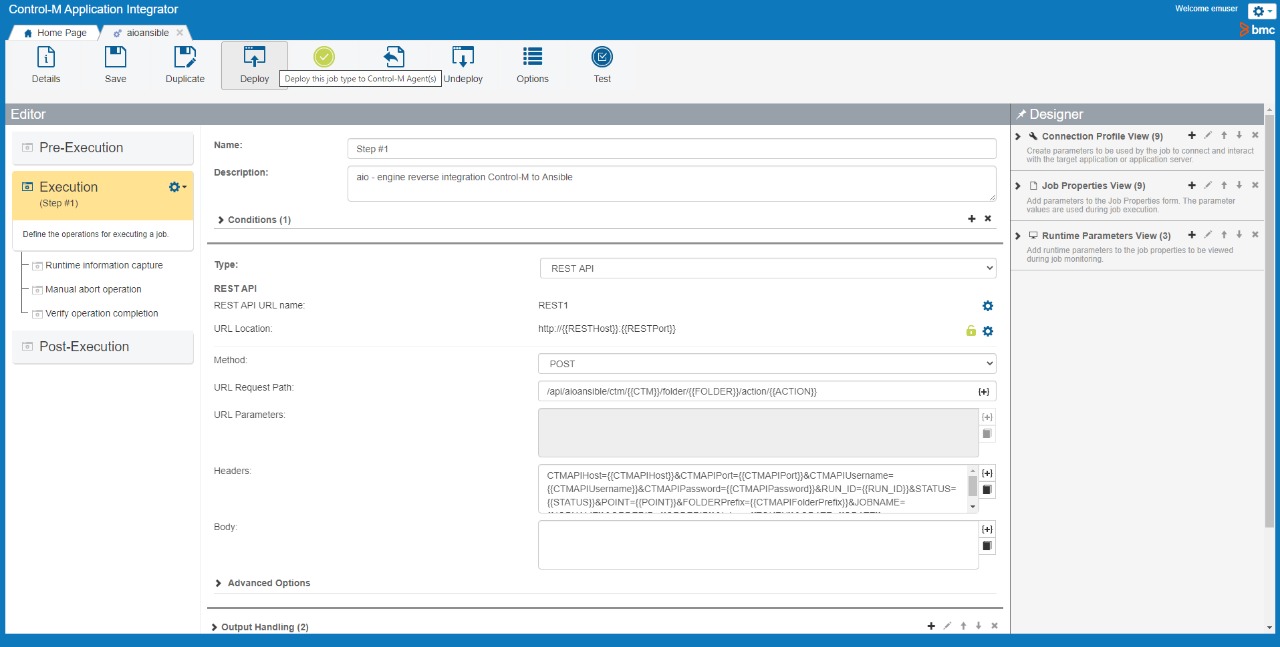 Control-M Application Integrator
Welcome emuser
Home Page
aioansible
bmc
Details
Save
Duplicate
Deploy
Undeploy
Options
Test
Deploy this job type to Control-M Agent(s)
Editor
Pre-Execution
Execution
(Step #1)
Define the operations for executing a job.
Runtime information capture
Manual abort operation
Verify operation completion
Post-Execution
Name:
Step #1
Description:
aio - engine reverse integration Control-M to Ansible
Conditions (1)
Type:
REST API
REST API
REST API URL name:
REST1
URL Location:
http://{{RESTHost}}.{{RESTPort}}
Method:
POST
URL Request Path:
/api/aioansible/ctm/{{CTM}}/folder/{{FOLDER}}/action/{{ACTION}}
URL Parameters:
Headers:
CTMAPIHost={{CTMAPIHost}}&CTMAPIPort={{CTMAPIPort}}&CTMAPIUsername=
{{CTMAPIUsername}}&CTMAPIPassword={{CTMAPIPassword}}&RUN_ID={{RUN_ID}}&STATUS=
{{STATUS}}&POINT={{POINT}}&FOLDERPrefix={{CTMAPIFolderPrefix}}&JOBNAME=
Body:
Advanced Options
Output Handling (2)
Designer
Connection Profile View (9)
Create parameters to be used by the job to connect and interact
with the target application or application server.
Job Properties View (9)
Add parameters to the Job Properties form. The parameter
values are used during job execution.
Runtime Parameters View (3)
Add runtime parameters to the job properties to be viewed
during job monitoring.